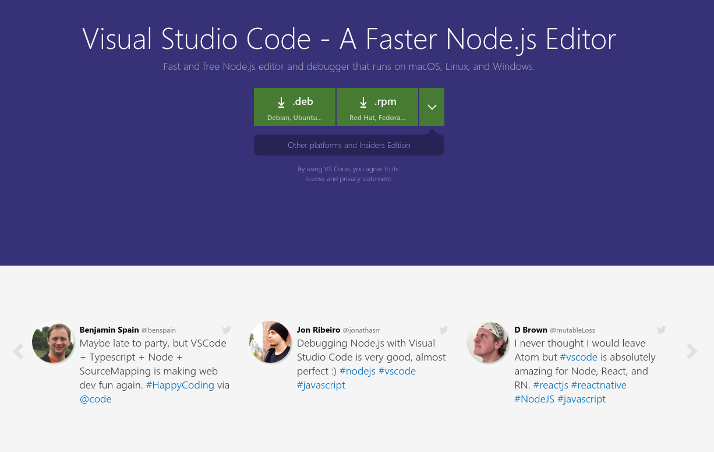 Visual Studio Code - A Faster Node.js Editor
Fast and free Node.js editor and debugger that runs on macOS, Linux, and Windows.
.deb
Debian, Ubuntu...
.rpm
Red Hat, Fedora...
Other platforms and Insiders Edition
By using VS Code, you agree to its
license and privacy statement.
Benjamin Spain @benspain
Maybe late to party, but VSCode
+ Typescript + Node +
SourceMapping is making web
dev fun again. #HappyCoding via
@code
Jon Ribeiro @jonathasrr
Debugging Node.js with Visual
Studio Code is very good, almost
perfect :) #nodejs #vscode
#javascript
D Brown @mutableLoss
I never thought I would leave
Atom but #vscode is absolutely
amazing for Node, React, and
RN. #reactjs #reactnative
#NodeJS #javascript